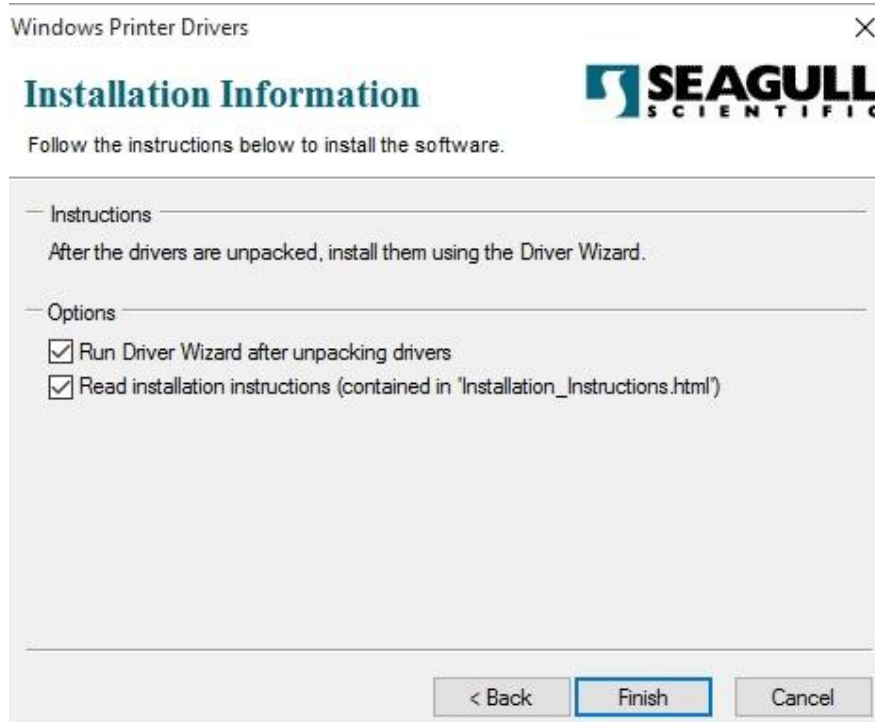 Windows Printer Drivers
Installation Information
SEAGULL
SCIENTIFIC
Follow the instructions below to install the software.
Instructions
After the drivers are unpacked, install them using the Driver Wizard.
Options
Run Driver Wizard after unpacking drivers
Read installation instructions (contained in 'Installation_Instructions.html')
< Back
Finish
Cancel